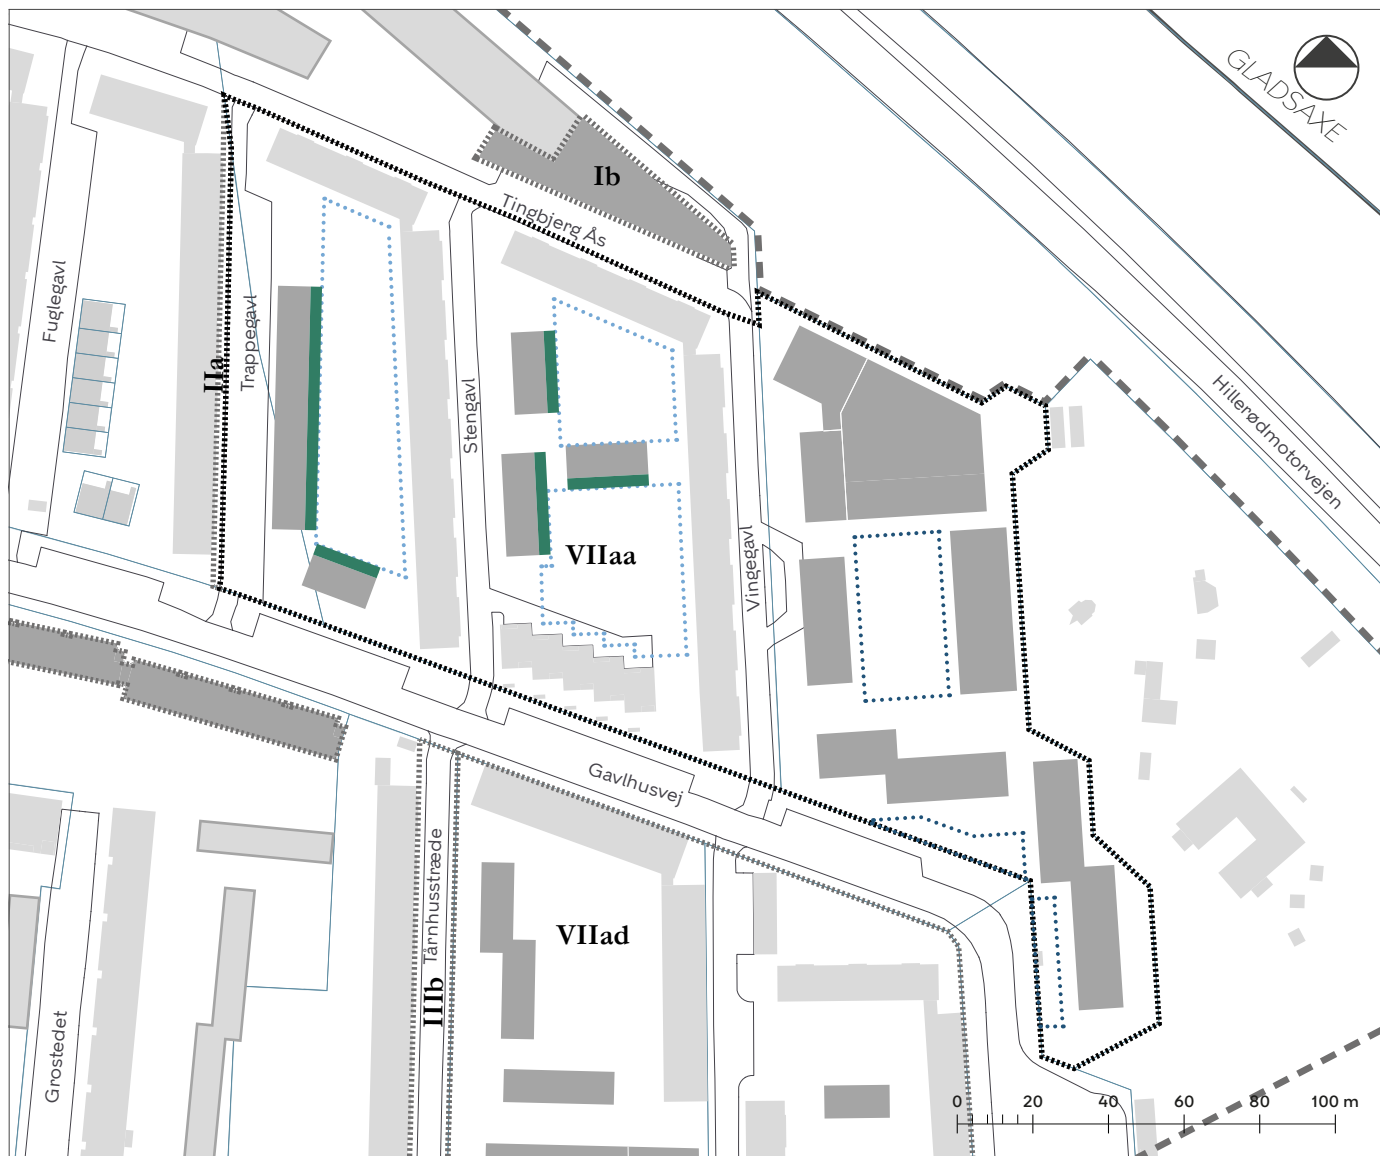 GLADSAXE
Ib
Tingbjerg Ås
Fuglegavl
IIa
Trappegavl
Stengavl
Hillerødmotorvejen
VIIaa
Vingegavl
Gavlhusvej
Tårnhusstræde
VIIad
IIIb
Grostedet
0 20 40 60 80 100 m